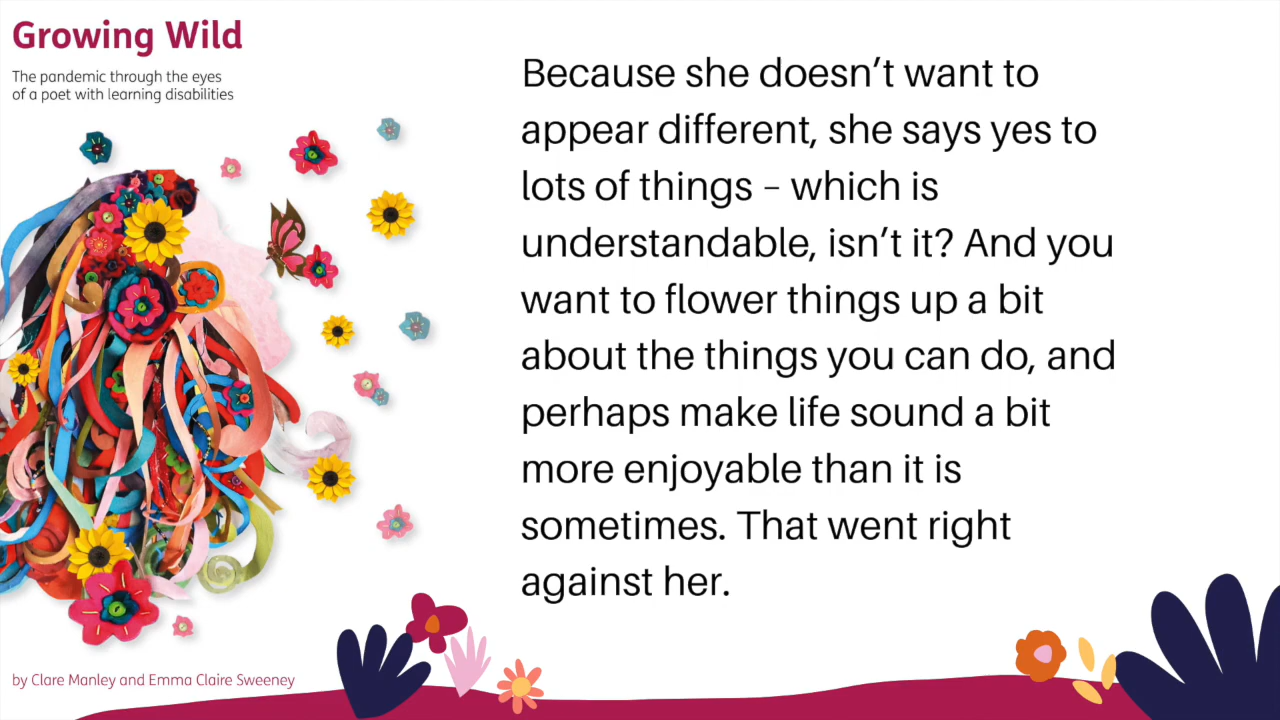 Growing Wild
The pandemic through the eyes
of a poet with learning disabilities
Because she doesn’t want to
appear different, she says yes to
lots of things – which is
understandable, isn’t it? And you
want to flower things up a bit
about the things you can do, and
perhaps make life sound a bit
more enjoyable than it is
sometimes. That went right
against her.
by Clare Manley and Emma Claire Sweeney